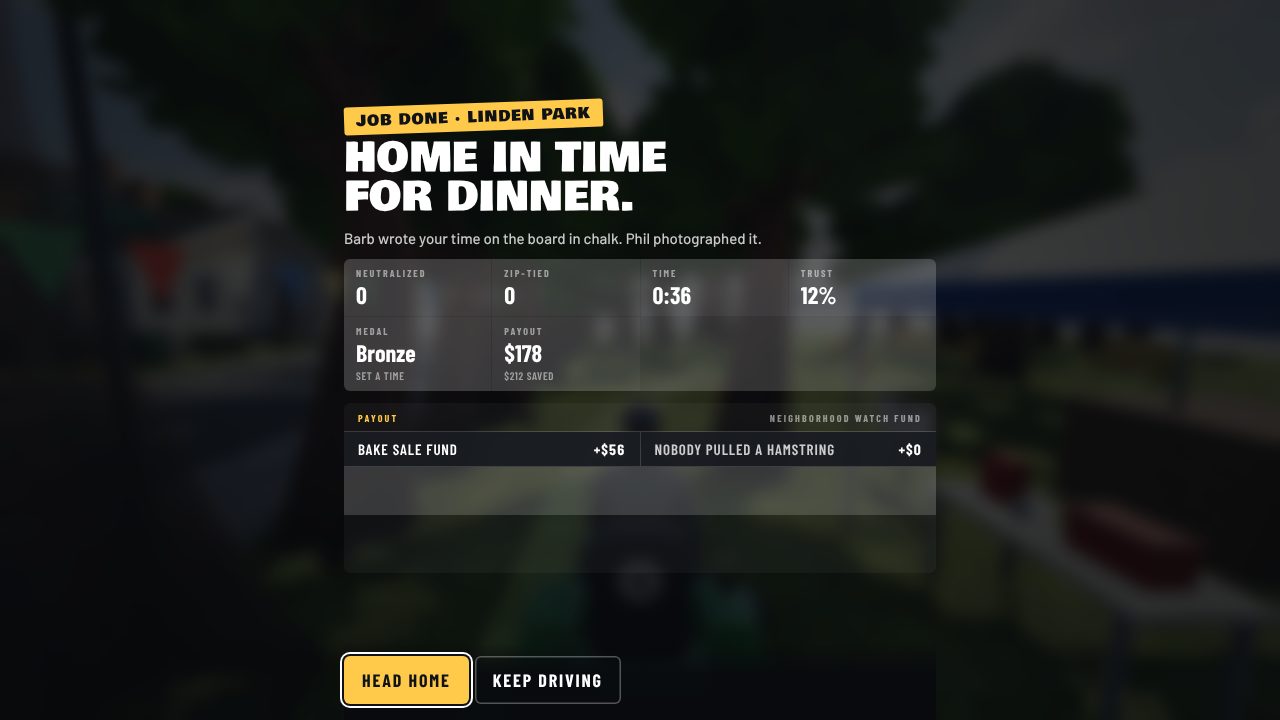 JOB DONE · LINDEN PARK
HOME IN TIME
FOR DINNER.
Barb wrote your time on the board in chalk. Phil photographed it.
NEUTRALIZED
0
ZIP-TIED
0
TIME
0:36
TRUST
12%
MEDAL
Bronze
SET A TIME
PAYOUT
$178
$212 SAVED
PAYOUT
NEIGHBORHOOD WATCH FUND
BAKE SALE FUND +$56
NOBODY PULLED A HAMSTRING +$0
HEAD HOME
KEEP DRIVING